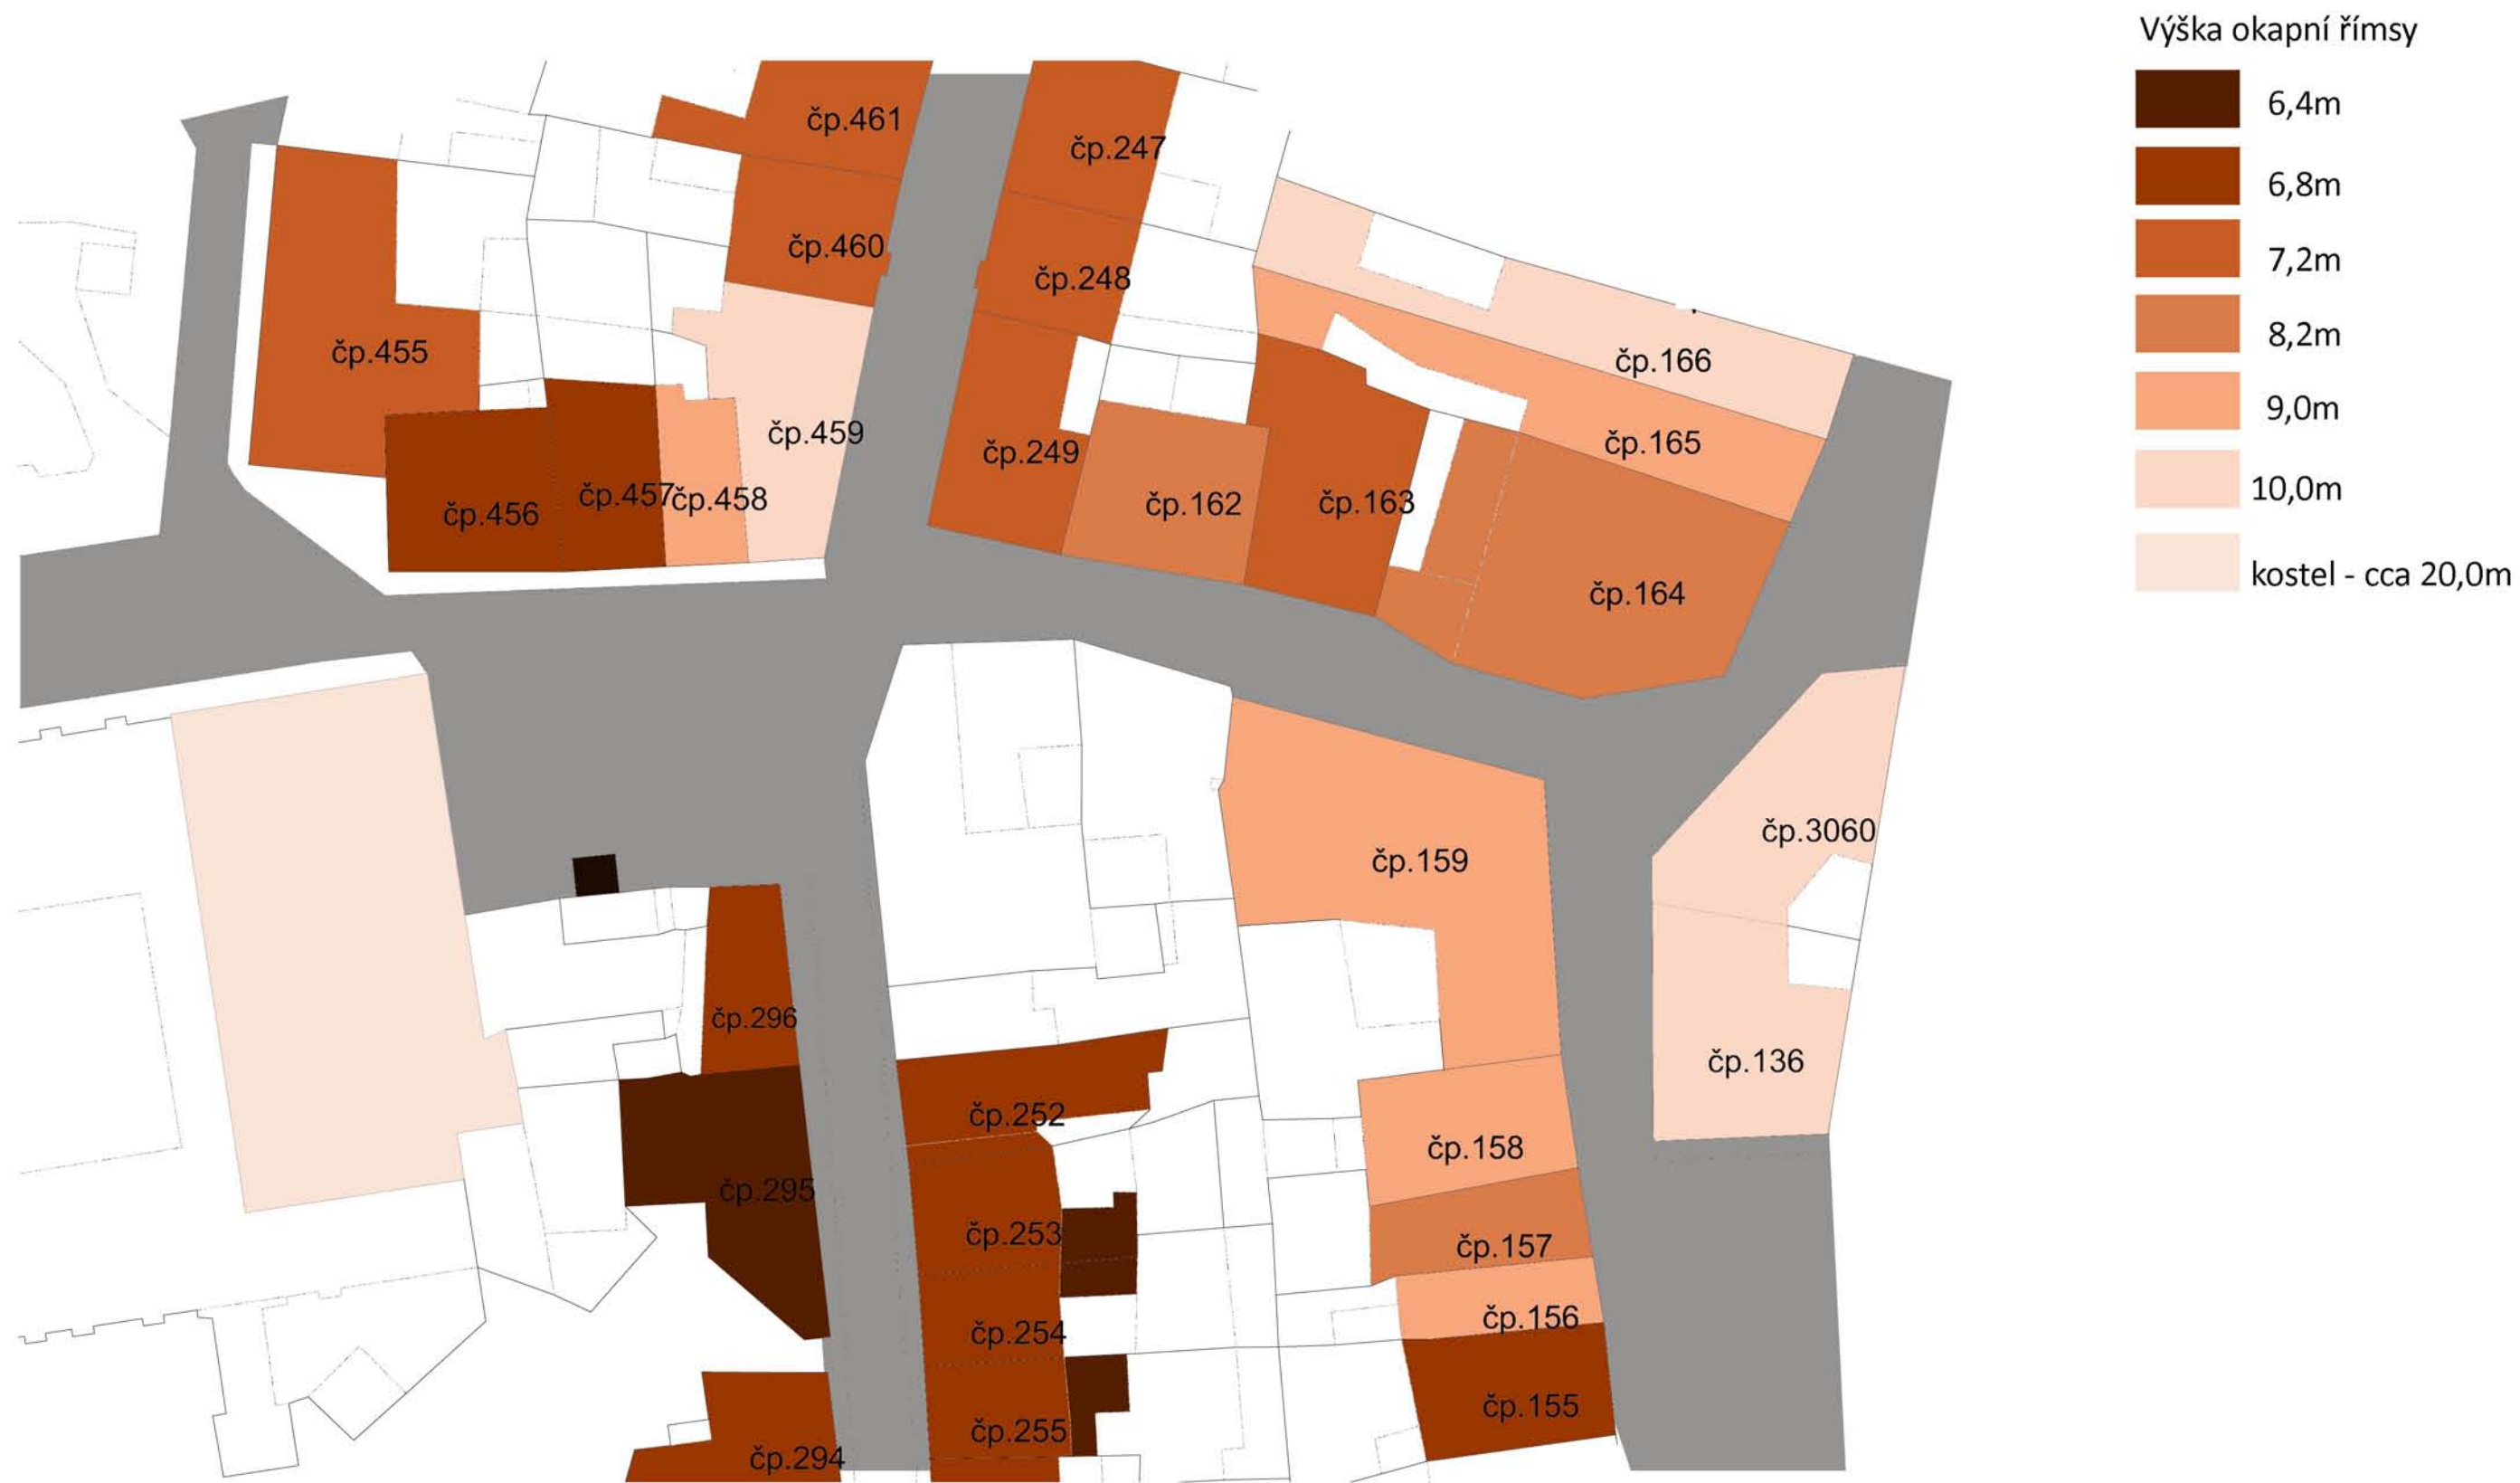 Výška okapní římsy
6,4m
6,8m
7,2m
8,2m
9,0m
10,0m
kostel - cca 20,0m
čp.461
čp.247
čp.460
čp.248
čp.455
čp.166
čp.459
čp.165
čp.249
čp.457
čp.458
čp.162
čp.163
čp.456
čp.164
čp.3060
čp.159
čp.296
čp.136
čp.252
čp.158
čp.295
čp.253
čp.157
čp.156
čp.254
čp.155
čp.255
čp.294